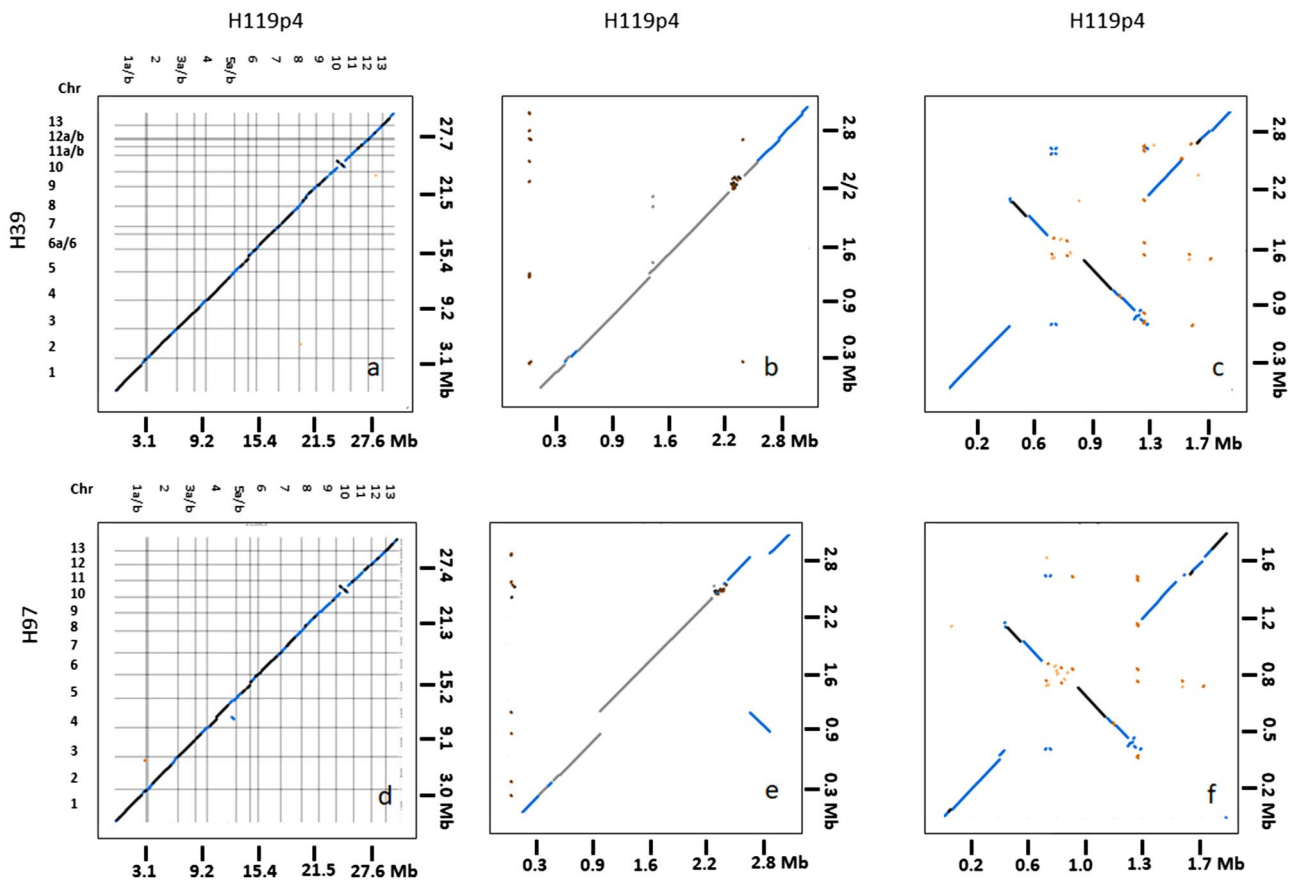 H119p4 H119p4 H119p4
1a/b 2 3a/b 4 5a/b 6 7 8 9 10 11 12 13
Chr
H39
13
12a/b
11a/b
10
9
8
7
6a/6
5
4
3
2
1
27.7
21.5
15.4
9.2
3.1 Mb
a
3.1 9.2 15.4 21.5 27.6 Mb
2.8
2/2
1.6
0.9
0.3 Mb
b
0.3 0.9 1.6 2.2 2.8 Mb
2.8
2.2
1.6
0.9
0.3 Mb
c
0.2 0.6 0.9 1.3 1.7 Mb
Chr 1a/b 2 3a/b 4 5a/b 6 7 8 9 10 11 12 13
H97
13
12
11
10
9
8
7
6
5
4
3
2
1
27.4
21.3
15.2
9.1
3.0 Mb
d
3.1 9.2 15.4 21.5 27.6 Mb
2.8
2.2
1.6
0.9
0.3 Mb
e
0.3 0.9 1.6 2.2 2.8 Mb
1.6
1.2
0.8
0.5
0.2 Mb
f
0.2 0.6 1.0 1.3 1.7 Mb